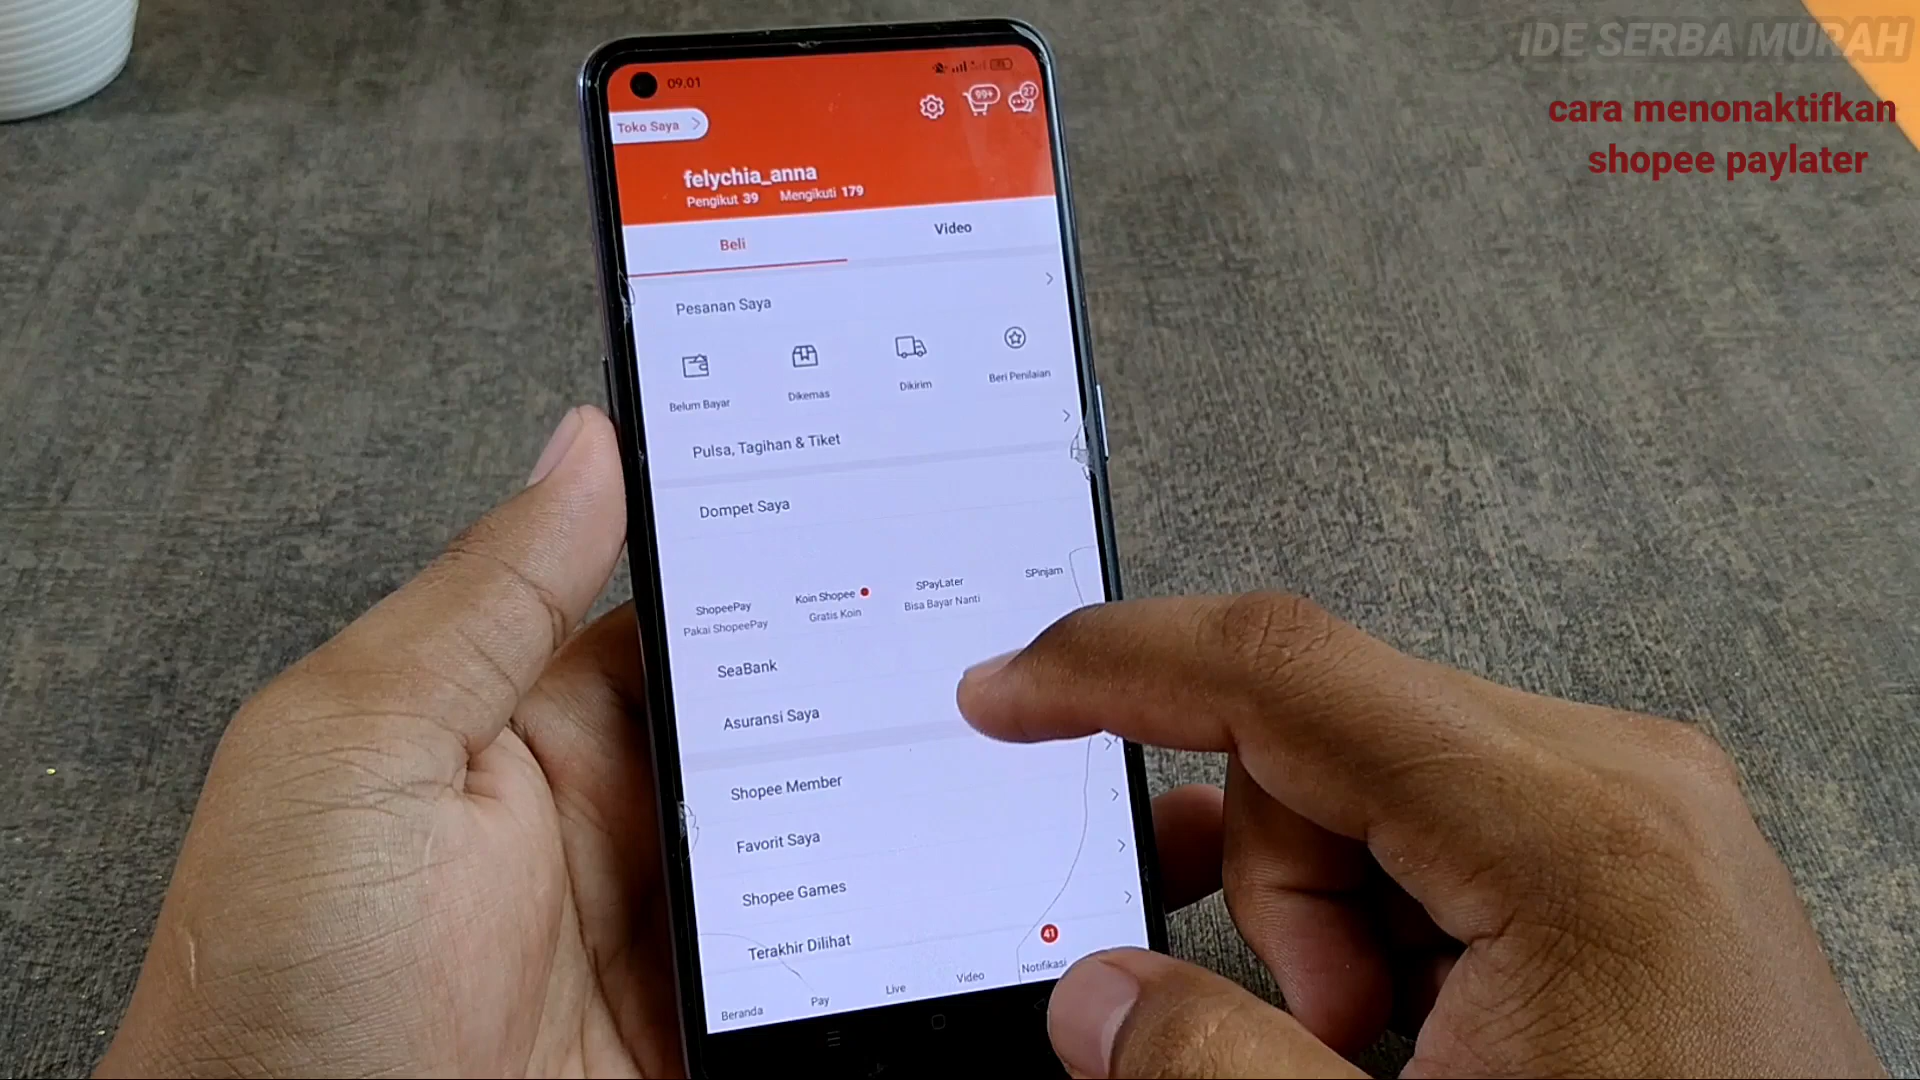 IDE SERBA MURAH
cara menonaktifkan
shopee paylater
09.01
Toko Saya
99+
27
felychia_anna
Pengikut 39 Mengikuti 179
Beli Video
Pesanan Saya
Belum Bayar Dikemas Dikirim Beri Penilaian
Pulsa, Tagihan & Tiket
Dompet Saya
ShopeePay Koin Shopee SPayLater SPinjam
Pakai ShopeePay Gratis Koin Bisa Bayar Nanti
SeaBank
Asuransi Saya
Shopee Member
Favorit Saya
Shopee Games
Terakhir Dilihat
41
Beranda Pay Live Video Notifikasi